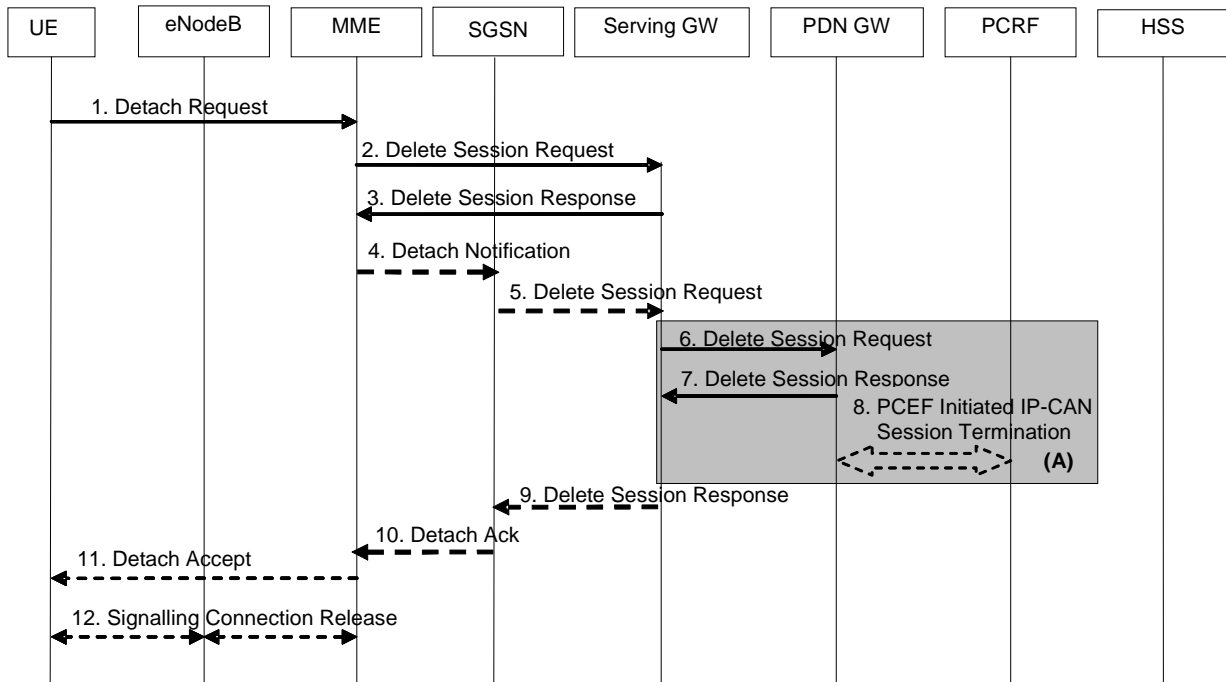 UE
eNodeB
MME
SGSN
Serving GW
PDN GW
PCRF
HSS
1. Detach Request
2. Delete Session Request
3. Delete Session Response
4. Detach Notification
5. Delete Session Request
6. Delete Session Request
7. Delete Session Response
8. PCEF Initiated IP-CAN
Session Termination
(A)
9. Delete Session Response
10. Detach Ack
11. Detach Accept
12. Signalling Connection Release